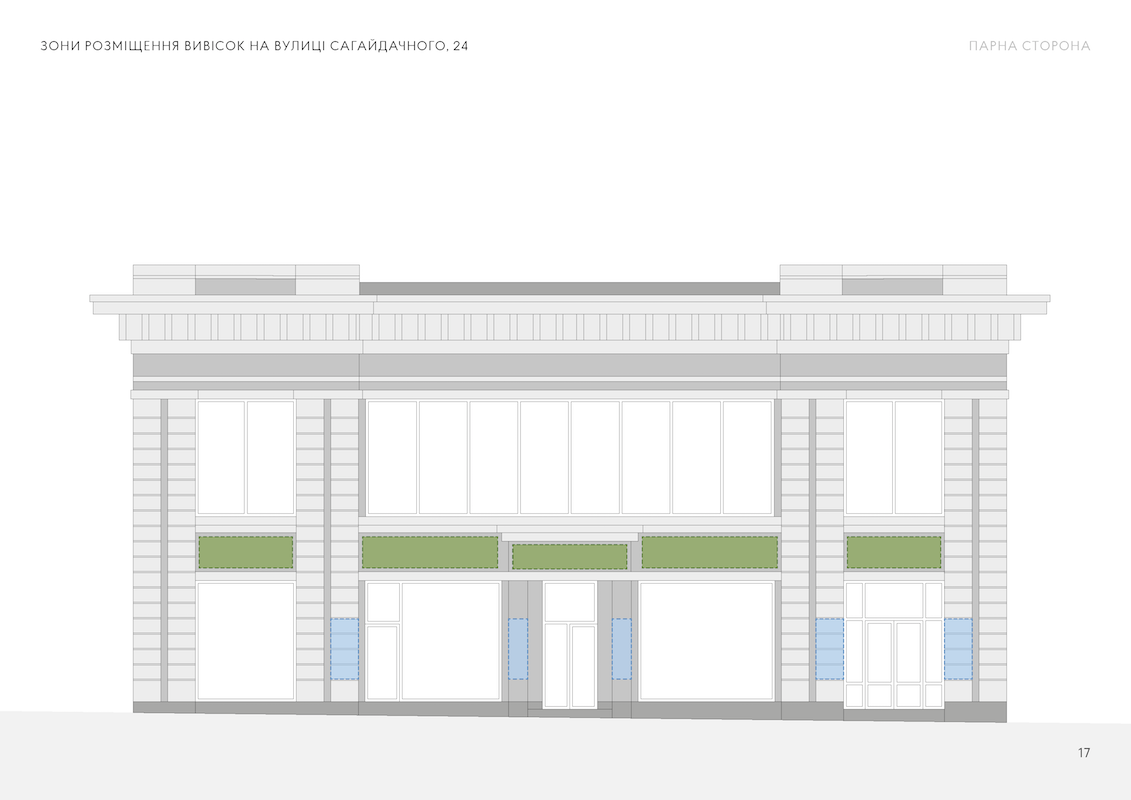 ЗОНИ РОЗМІЩЕННЯ ВИВІСОК НА ВУЛИЦІ САГАЙДАЧНОГО, 24
ПАРНА СТОРОНА
17